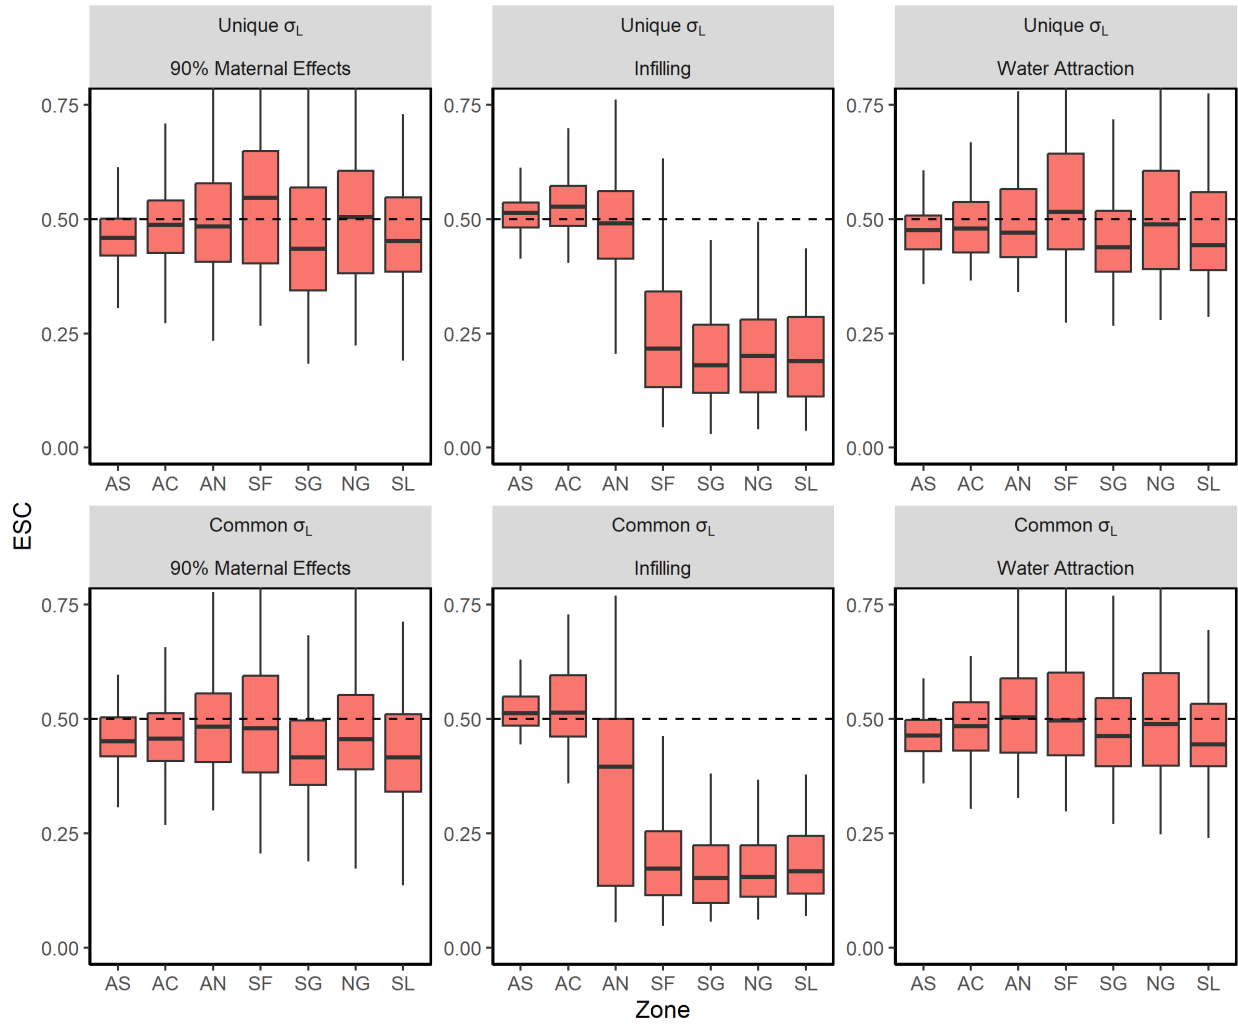 Unique σL Unique σL Unique σL
90% Maternal Effects Infilling Water Attraction
0.75 0.75 0.75
0.50 0.50 0.50
0.25 0.25 0.25
0.00 0.00 0.00
AS AC AN SF SG NG SL AS AC AN SF SG NG SL AS AC AN SF SG NG SL
ESC
Common σL Common σL Common σL
90% Maternal Effects Infilling Water Attraction
0.75 0.75 0.75
0.50 0.50 0.50
0.25 0.25 0.25
0.00 0.00 0.00
AS AC AN SF SG NG SL AS AC AN SF SG NG SL AS AC AN SF SG NG SL
Zone